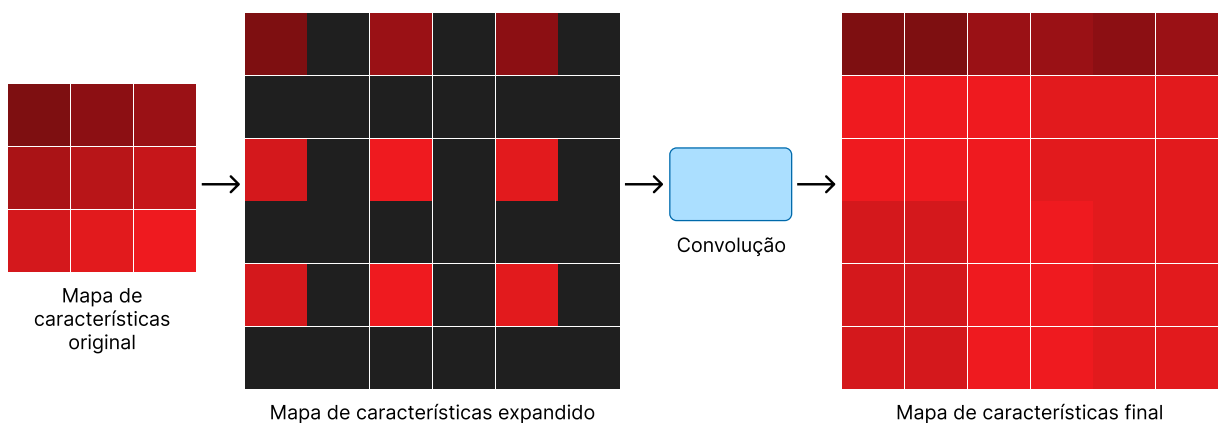 Mapa de
características
original
Mapa de características expandido
Convolução
Mapa de características final